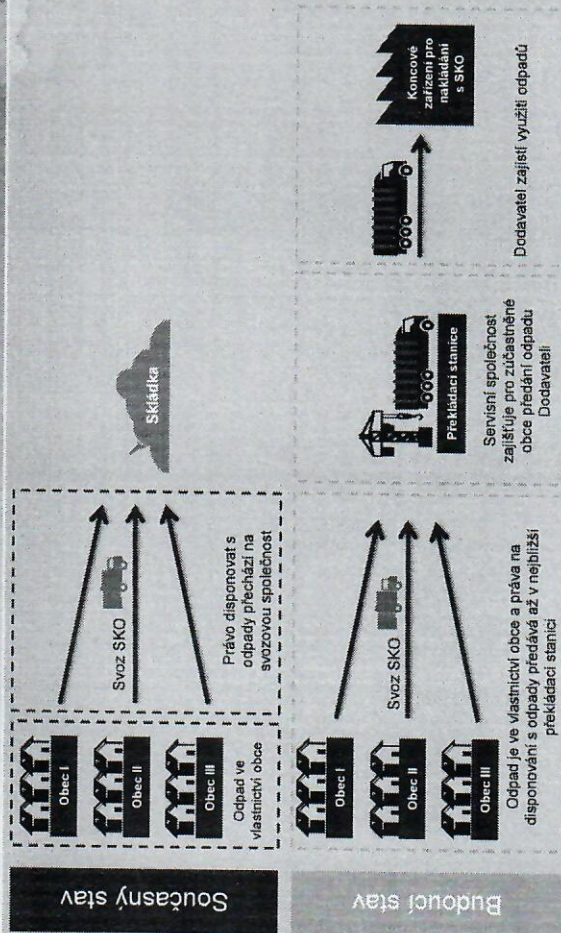 Současný stav
Obec I
Obec II
Obec III
Odpad ve
vlastnictví obce
Svoz SKO
Právo disponovat s
odpady přechází na
svozovou společnost
Skládka
Budoucí stav
Obec I
Obec II
Obec III
Svoz SKO
Odpad je ve vlastnictví obce a práva na
disponování s odpady předává až v nejbližší
překládací stanici
Překládací stanice
Servisní společnost
zajišťuje pro zúčastněné
obce předání odpadu
Dodavateli
Koncové
zařízení pro
nakládání
s SKO
Dodavatel zajistí využití odpadů